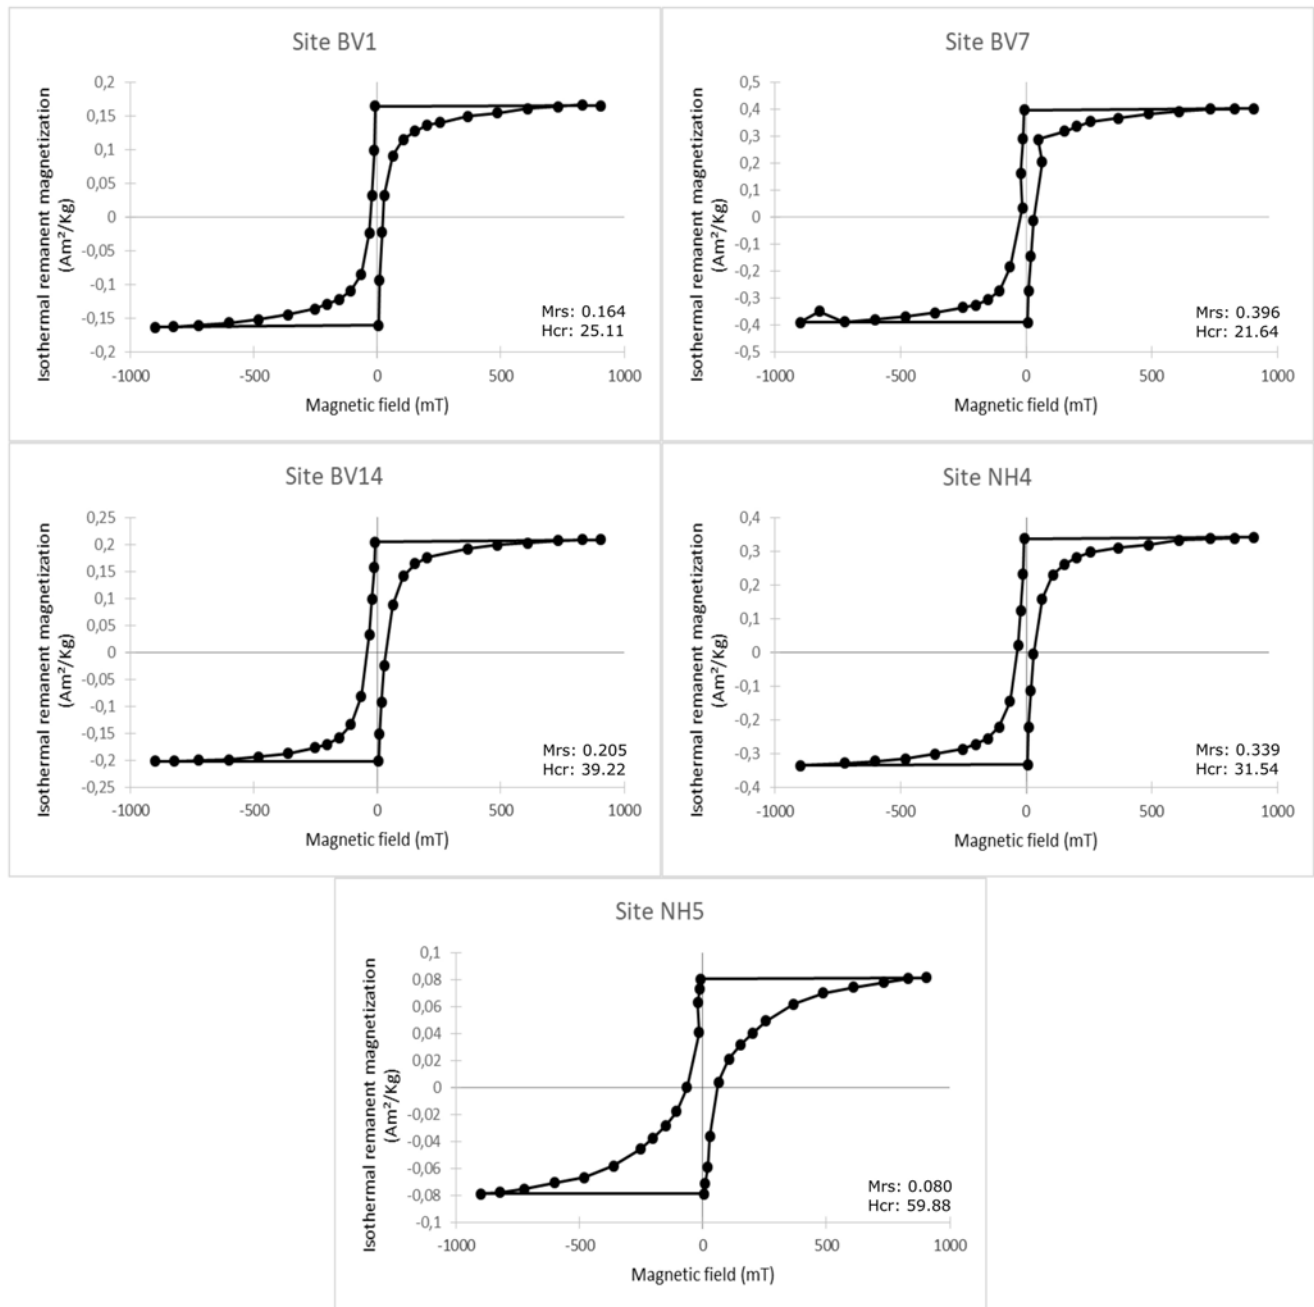 Site BV1
Isothermal remanent magnetization
(Am²/Kg)
0,2
0,15
0,1
0,05
0
-0,05
-0,1
-0,15
-0,2
-1000 -500 0 500 1000
Magnetic field (mT)
Mrs: 0.164
Hcr: 25.11
Site BV7
Isothermal remanent magnetization
(Am²/Kg)
0,5
0,4
0,3
0,2
0,1
0
-0,1
-0,2
-0,3
-0,4
-0,5
-1000 -500 0 500 1000
Magnetic field (mT)
Mrs: 0.396
Hcr: 21.64
Site BV14
Isothermal remanent magnetization
(Am²/Kg)
0,25
0,2
0,15
0,1
0,05
0
-0,05
-0,1
-0,15
-0,2
-0,25
-1000 -500 0 500 1000
Magnetic field (mT)
Mrs: 0.205
Hcr: 39.22
Site NH4
Isothermal remanent magnetization
(Am²/Kg)
0,4
0,3
0,2
0,1
0
-0,1
-0,2
-0,3
-0,4
-1000 -500 0 500 1000
Magnetic field (mT)
Mrs: 0.339
Hcr: 31.54
Site NH5
Isothermal remanent magnetization
(Am²/Kg)
0,1
0,08
0,06
0,04
0,02
0
-0,02
-0,04
-0,06
-0,08
-0,1
-1000 -500 0 500 1000
Magnetic field (mT)
Mrs: 0.080
Hcr: 59.88